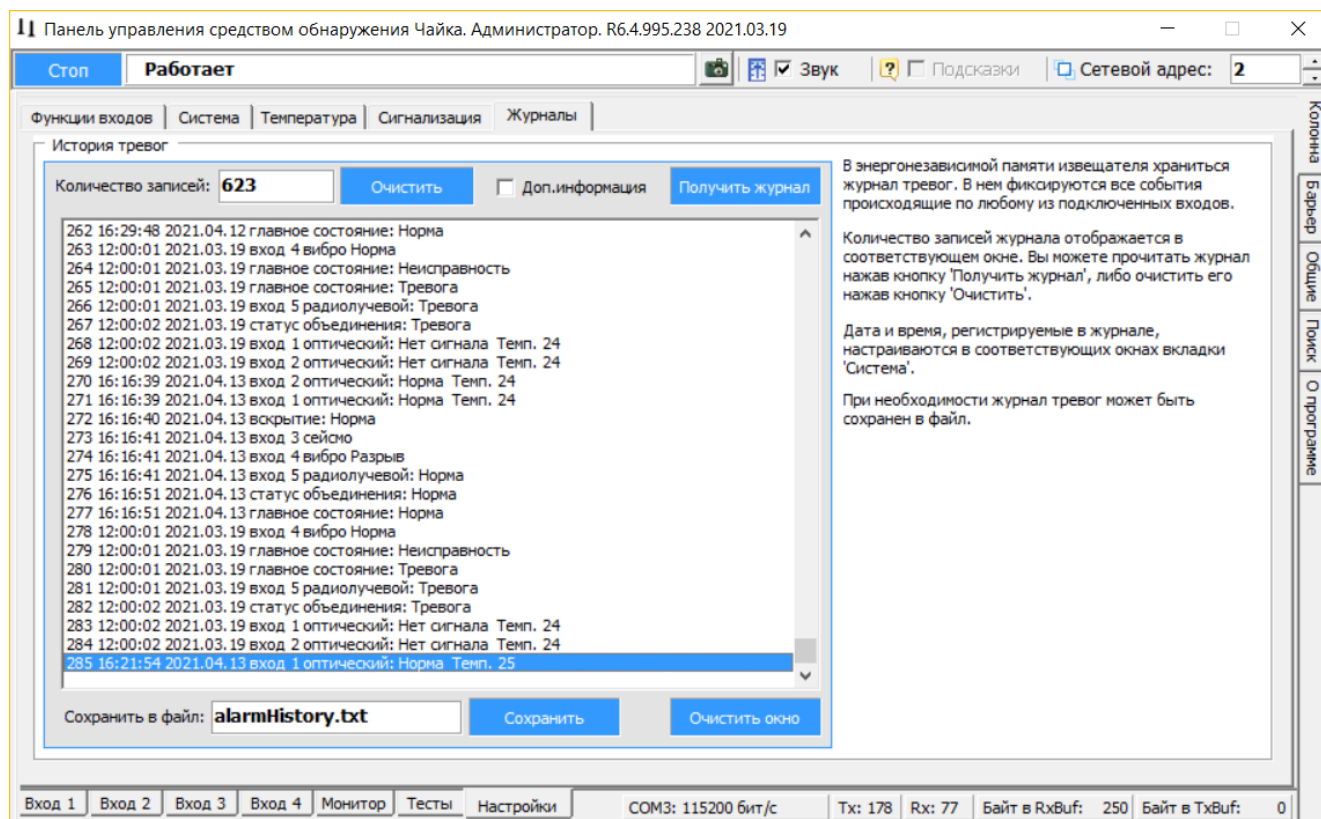 Панель управления средством обнаружения Чайка. Администратор. R6.4.995.238 2021.03.19
Стоп Работает Звук Подсказки Сетевой адрес: 2
Функции входов Система Температура Сигнализация Журналы
История тревог
Количество записей: 623 Очистить Доп.информация Получить журнал
262 16:29:48 2021.04.12 главное состояние: Норма
263 12:00:01 2021.03.19 вход 4 вибро Норма
264 12:00:01 2021.03.19 главное состояние: Неисправность
265 12:00:01 2021.03.19 главное состояние: Тревога
266 12:00:01 2021.03.19 вход 5 радиолучевой: Тревога
267 12:00:02 2021.03.19 статус объединения: Тревога
268 12:00:02 2021.03.19 вход 1 оптический: Нет сигнала Темп. 24
269 12:00:02 2021.03.19 вход 2 оптический: Нет сигнала Темп. 24
270 16:16:39 2021.04.13 вход 2 оптический: Норма Темп. 24
271 16:16:39 2021.04.13 вход 1 оптический: Норма Темп. 24
272 16:16:40 2021.04.13 вскрытие: Норма
273 16:16:41 2021.04.13 вход 3 сейсмо
274 16:16:41 2021.04.13 вход 4 вибро Разрыв
275 16:16:41 2021.04.13 вход 5 радиолучевой: Норма
276 16:16:51 2021.04.13 статус объединения: Норма
277 16:16:51 2021.04.13 главное состояние: Норма
278 12:00:01 2021.03.19 вход 4 вибро Норма
279 12:00:01 2021.03.19 главное состояние: Неисправность
280 12:00:01 2021.03.19 главное состояние: Тревога
281 12:00:01 2021.03.19 вход 5 радиолучевой: Тревога
282 12:00:02 2021.03.19 статус объединения: Тревога
283 12:00:02 2021.03.19 вход 1 оптический: Нет сигнала Темп. 24
284 12:00:02 2021.03.19 вход 2 оптический: Нет сигнала Темп. 24
285 16:21:54 2021.04.13 вход 1 оптический: Норма Темп. 25
Сохранить в файл: alarmHistory.txt Сохранить Очистить окно
В энергонезависимой памяти извещателя храниться
журнал тревог. В нем фиксируются все события
происходящие по любому из подключенных входов.
Количество записей журнала отображается в
соответствующем окне. Вы можете прочитать журнал
нажав кнопку 'Получить журнал', либо очистить его
нажав кнопку 'Очистить'.
Дата и время, регистрируемые в журнале,
настраиваются в соответствующих окнах вкладки
'Система'.
При необходимости журнал тревог может быть
сохранен в файл.
Колонна
Барьер
Общие
Поиск
О программе
Вход 1 Вход 2 Вход 3 Вход 4 Монитор Тесты Настройки COM3: 115200 бит/с Tx: 178 Rx: 77 Байт в RxBuf: 250 Байт в TxBuf: 0